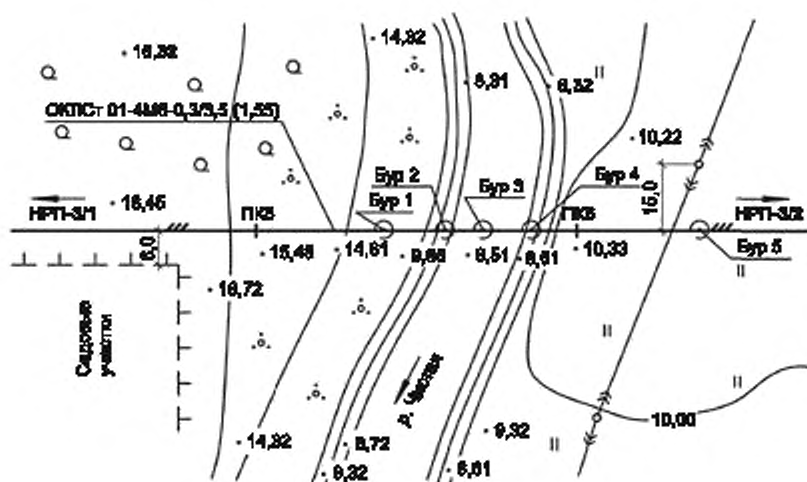 14,32
16,32
8,31
6,32
ОКЛСт 01-4М6-0,3/3,5 (1,55)
10,22
Бур 2
Бур 3
Бур 4
Бур 1
15,0
16,45
НРП-3/1
ПК5
ПК6
НРП-3/2
6,0
15,48
14,61
9,66
8,51
8,61
10,33
Бур 5
16,72
Садовые
участки
р. Чистая
10,00
14,32
8,72
9,32
9,32
8,61